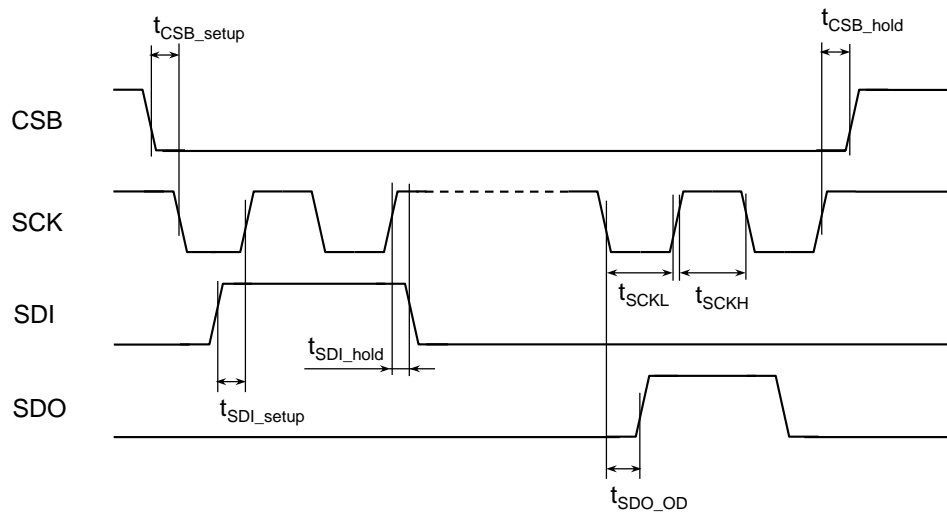 tCSB_setup
tCSB_hold
CSB
SCK
tSCKL
tSCKH
SDI
tSDI_hold
tSDI_setup
SDO
tSDO_OD